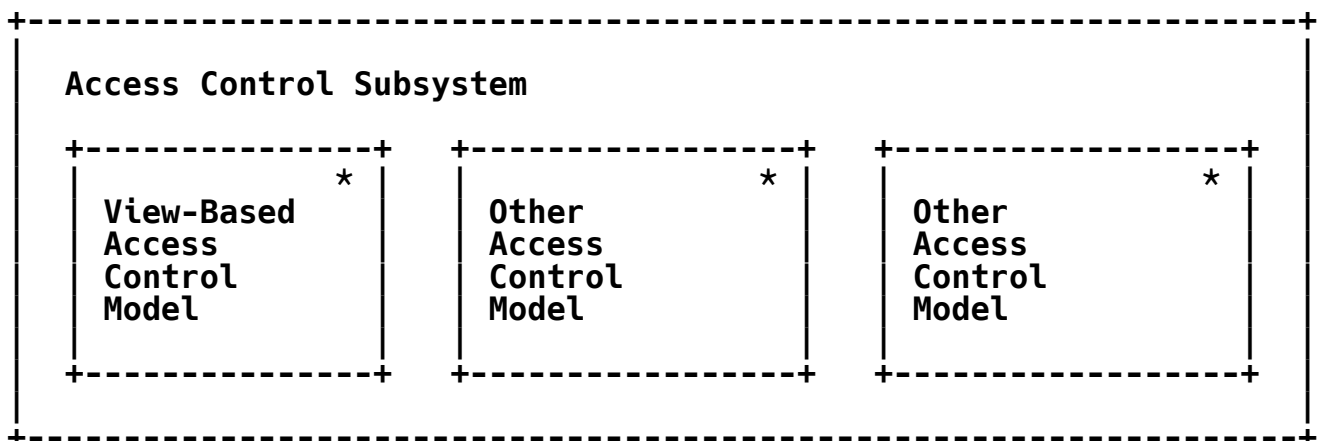 Access Control Subsystem
* * *
View-Based Other Other
Access Access Access
Control Control Control
Model Model Model